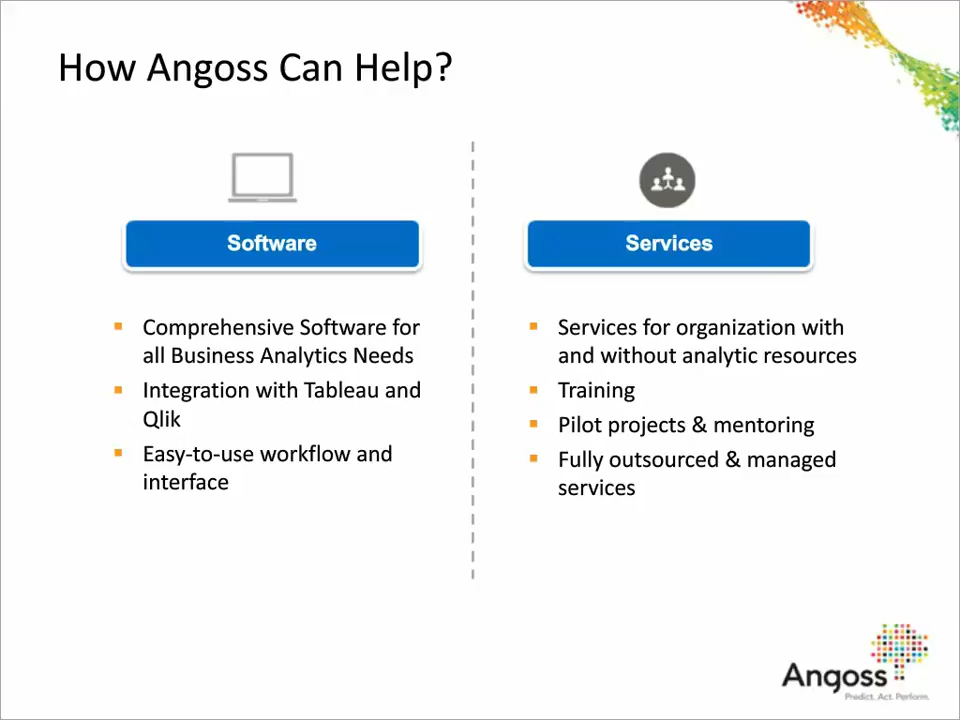 How Angoss Can Help?
Software
Comprehensive Software for
all Business Analytics Needs
Integration with Tableau and
Qlik
Easy-to-use workflow and
interface
Services
Services for organization with
and without analytic resources
Training
Pilot projects & mentoring
Fully outsourced & managed
services
Angoss
Predict. Act. Perform.